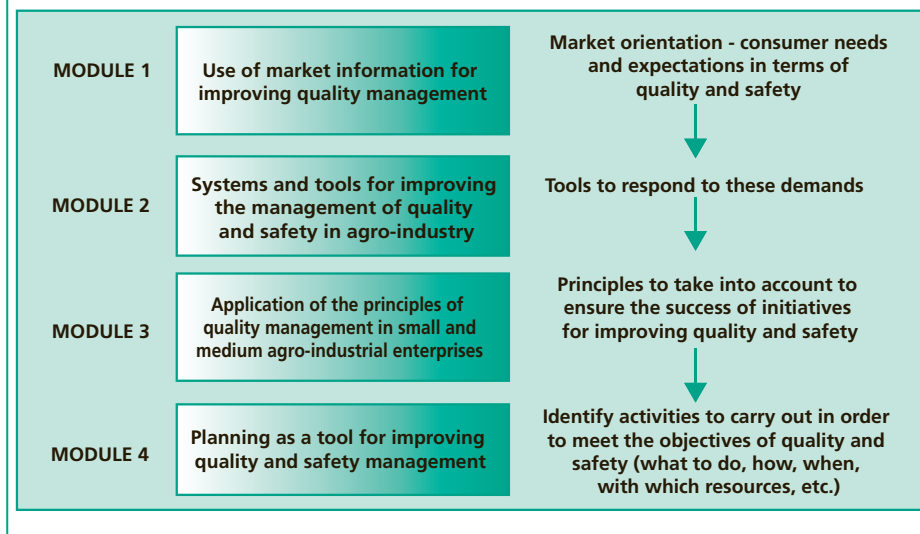 MODULE 1
Use of market information for
improving quality management
Market orientation - consumer needs
and expectations in terms of
quality and safety
MODULE 2
Systems and tools for improving
the management of quality
and safety in agro-industry
Tools to respond to these demands
MODULE 3
Application of the principles of
quality management in small and
medium agro-industrial enterprises
Principles to take into account to
ensure the success of initiatives
for improving quality and safety
MODULE 4
Planning as a tool for improving
quality and safety management
Identify activities to carry out in order
to meet the objectives of quality and
safety (what to do, how, when,
with which resources, etc.)